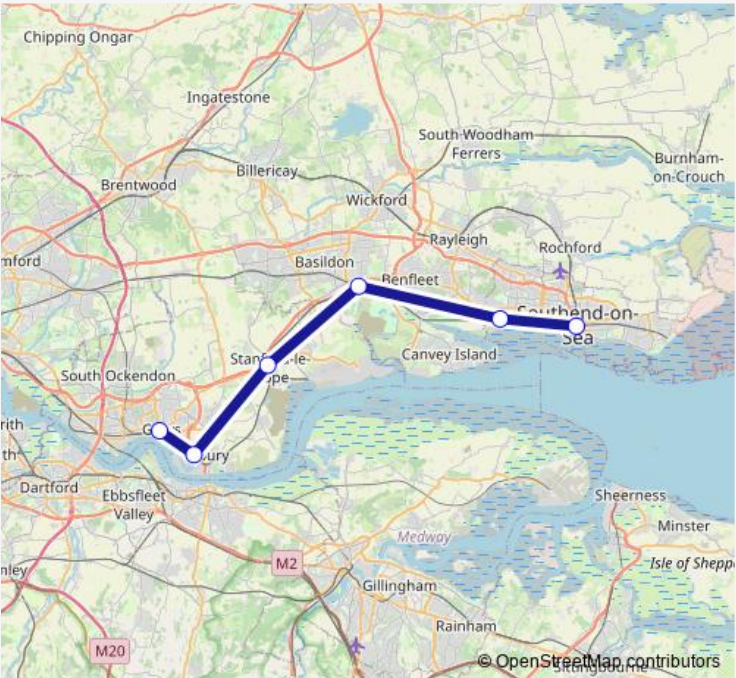 Chipping Ongar
Ingatestone
South Woodham
Ferrers
Burnham-
on-Crouch
Billericay
Brentwood
Wickford
Rayleigh
Rochford
mford
Basildon
Benfleet
Southend-on-
Sea
Canvey Island
South Ockendon
rith
Dartford
Ebbsfleet
Valley
Sheerness
Minster
Medway
Isle of Shepp
M2
nley
Gillingham
Rainham
M20
© OpenStreetMap contributors